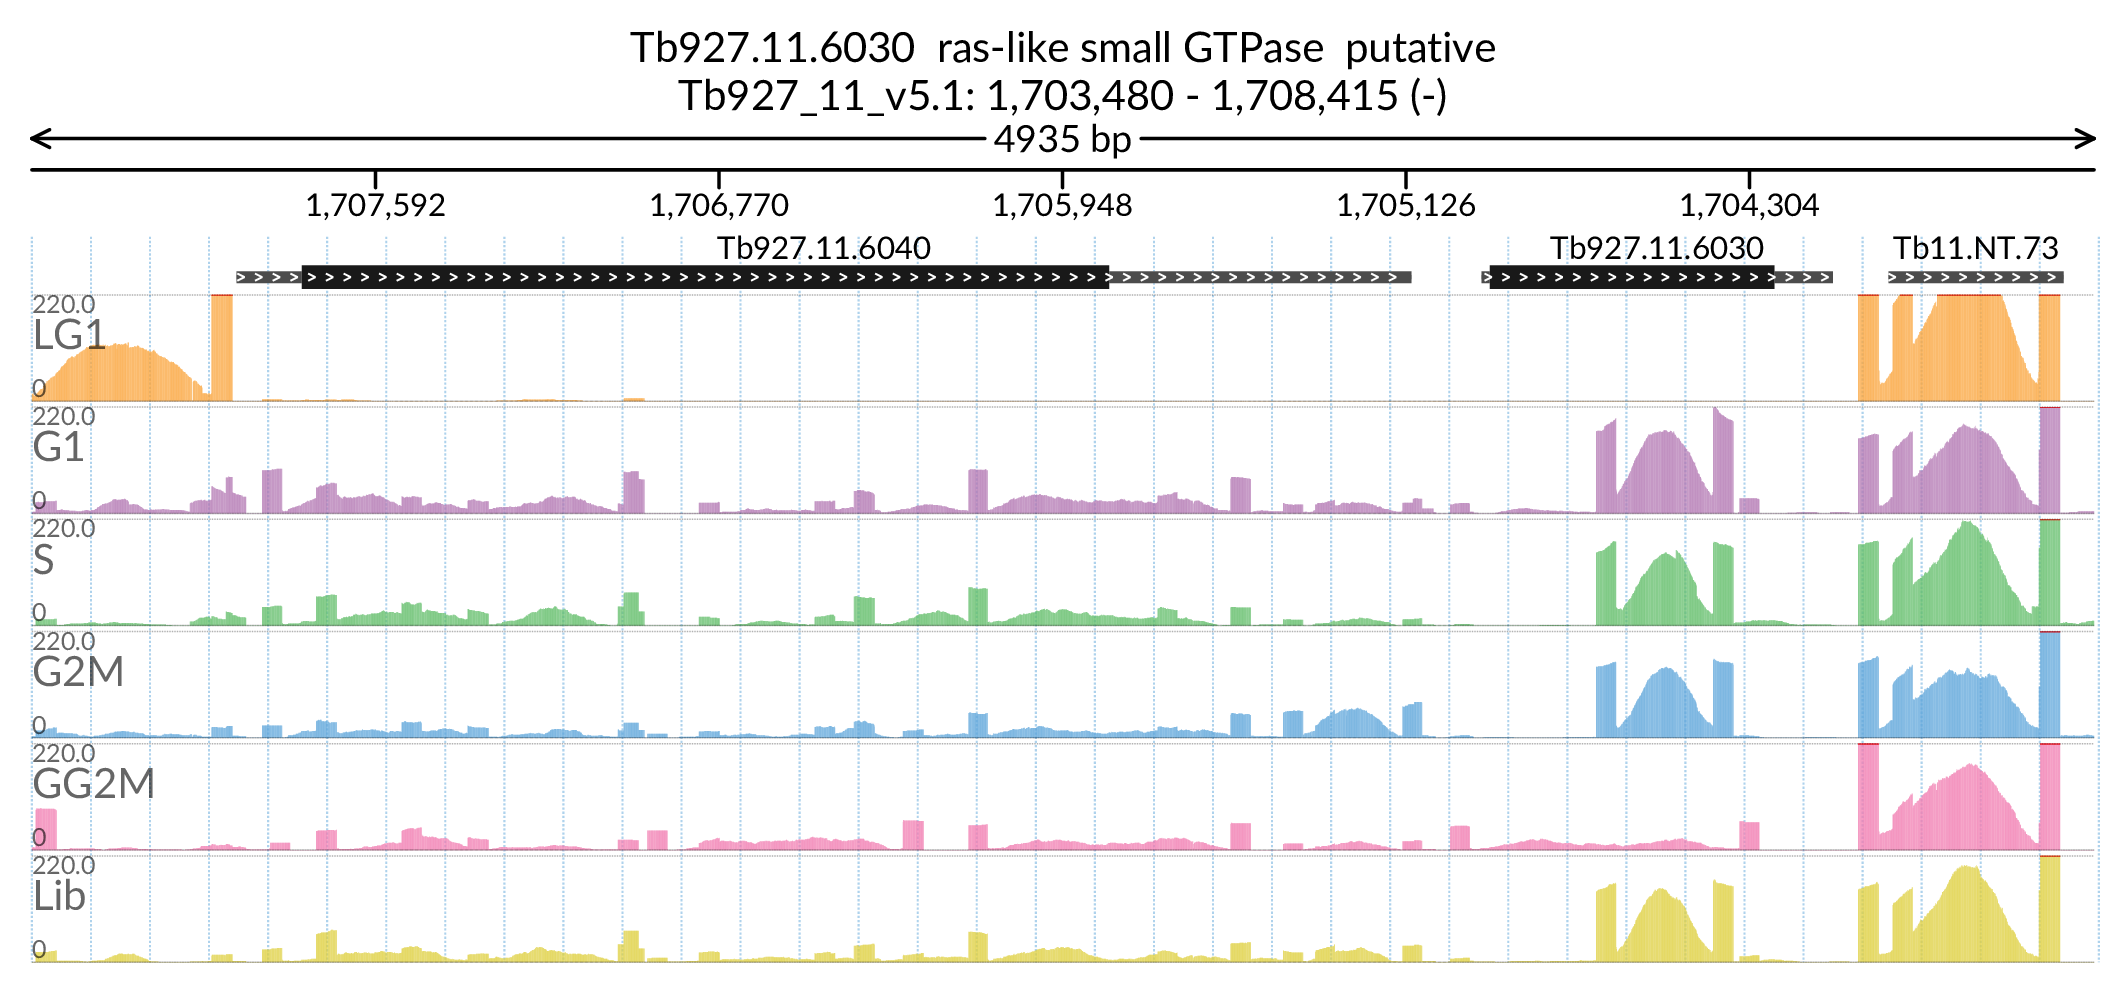 Tb927.11.6030 ras-like small GTPase putative
Tb927_11_v5.1: 1,703,480 - 1,708,415 (-)
4935 bp
1,707,592 1,706,770 1,705,948 1,705,126 1,704,304
Tb927.11.6040 Tb927.11.6030 Tb11.NT.73
220.0
LG1
0
220.0
G1
0
220.0
S
0
220.0
G2M
0
220.0
GG2M
0
220.0
Lib
0